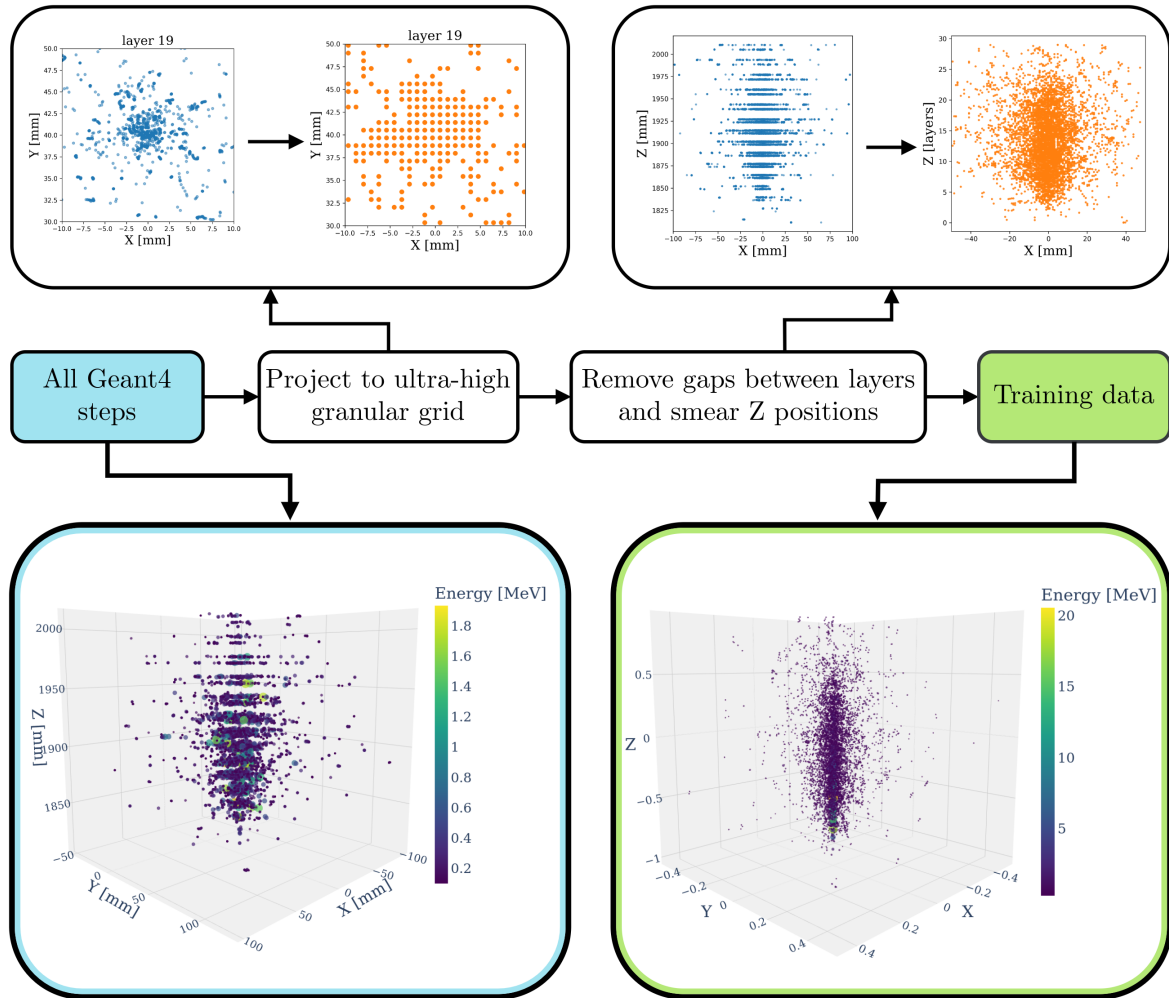 layer 19
50.0
47.5
45.0
42.5
40.0
37.5
35.0
32.5
30.0
Y [mm]
−10.0 −7.5 −5.0 −2.5 0.0 2.5 5.0 7.5 10.0
X [mm]
layer 19
50.0
47.5
45.0
42.5
40.0
37.5
35.0
32.5
30.0
Y [mm]
−10.0 −7.5 −5.0 −2.5 0.0 2.5 5.0 7.5 10.0
X [mm]
2000
1975
1950
1925
1900
1875
1850
1825
Z [mm]
−100 −75 −50 −25 0 25 50 75 100
X [mm]
30
25
20
15
10
5
0
Z [layers]
−40 −20 0 20 40
X [mm]
All Geant4
steps
Project to ultra-high
granular grid
Remove gaps between layers
and smear Z positions
Training data
Energy [MeV]
1.8
1.6
1.4
1.2
1
0.8
0.6
0.4
0.2
2000
1950
1900
1850
Z [mm]
−50
0
50
100
Y [mm]
−100
−50
0
50
100
X [mm]
Energy [MeV]
20
15
10
5
0.5
0
−0.5
−1
Z
−0.4
−0.2
0
0.2
0.4
Y
−0.4
−0.2
0
0.2
0.4
X